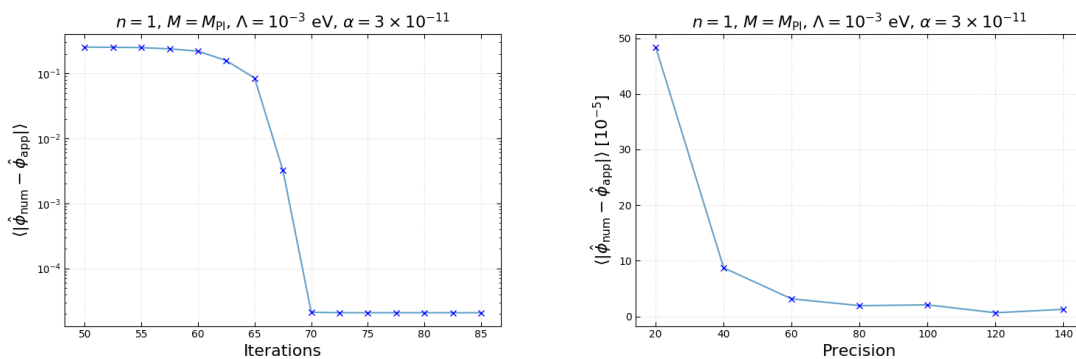 n = 1, M = M_Pl, Λ = 10⁻³ eV, α = 3 × 10⁻¹¹
⟨|φ̂_num − φ̂_app|⟩
10⁻¹
10⁻²
10⁻³
10⁻⁴
50 55 60 65 70 75 80 85
Iterations
n = 1, M = M_Pl, Λ = 10⁻³ eV, α = 3 × 10⁻¹¹
⟨|φ̂_num − φ̂_app|⟩ [10⁻⁵]
50
40
30
20
10
0
20 40 60 80 100 120 140
Precision